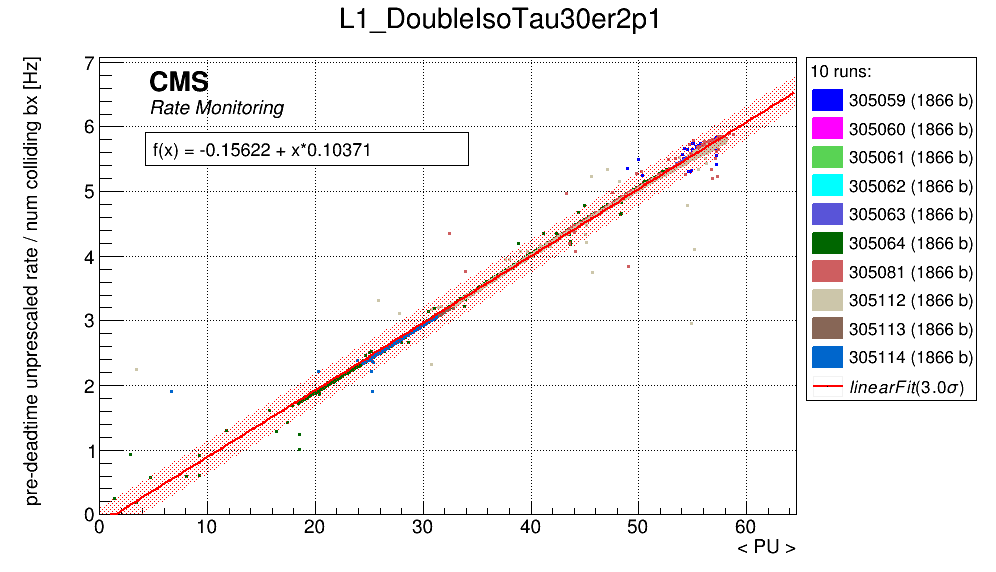 L1_DoubleIsoTau30er2p1
pre-deadtime unprescaled rate / num colliding bx [Hz]
7
6
5
4
3
2
1
0
CMS
Rate Monitoring
f(x) = -0.15622 + x*0.10371
0 10 20 30 40 50 60
< PU >
10 runs:
305059 (1866 b)
305060 (1866 b)
305061 (1866 b)
305062 (1866 b)
305063 (1866 b)
305064 (1866 b)
305081 (1866 b)
305112 (1866 b)
305113 (1866 b)
305114 (1866 b)
linearFit(3.0σ)